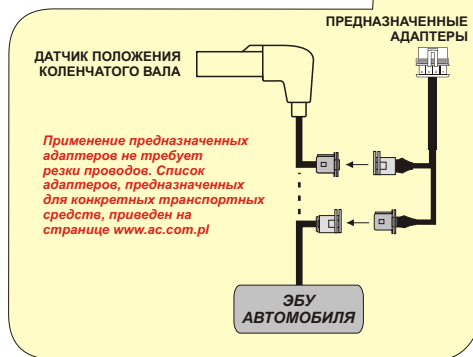 ПРЕДНАЗНАЧЕННЫЕ
АДАПТЕРЫ
ДАТЧИК ПОЛОЖЕНИЯ
КОЛЕНЧАТОГО ВАЛА
Применение предназначенных
адаптеров не требует
резки проводов. Список
адаптеров, предназначенных
для конкретных транспортных
средств, приведен на
странице www.ac.com.pl
ЭБУ
АВТОМОБИЛЯ